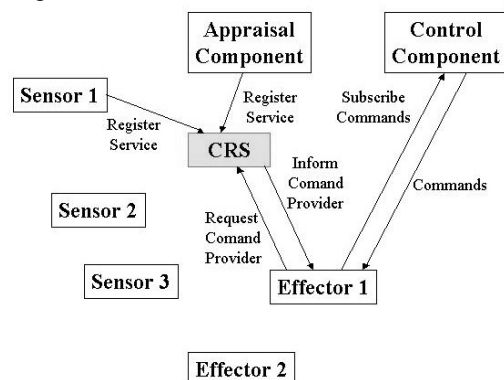 Appraisal
Component
Control
Component
Sensor 1
Register
Service
Register
Service
Subscribe
Commands
CRS
Inform
Comand
Provider
Commands
Sensor 2
Request
Comand
Provider
Sensor 3
Effector 1
Effector 2